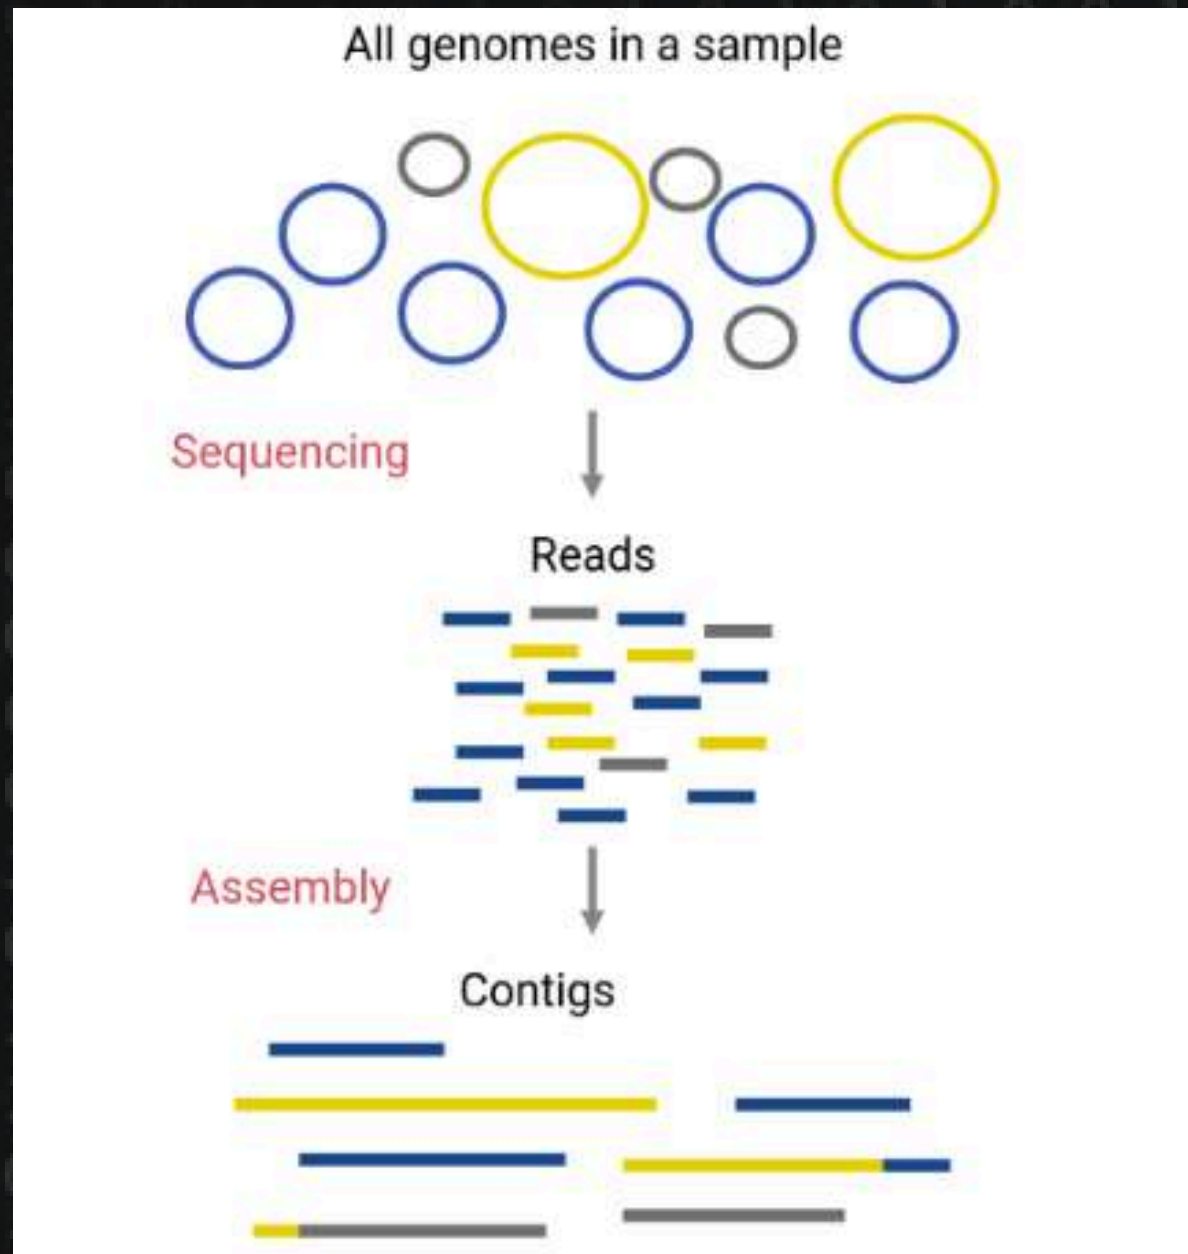 All genomes in a sample
Sequencing
Reads
Assembly
Contigs